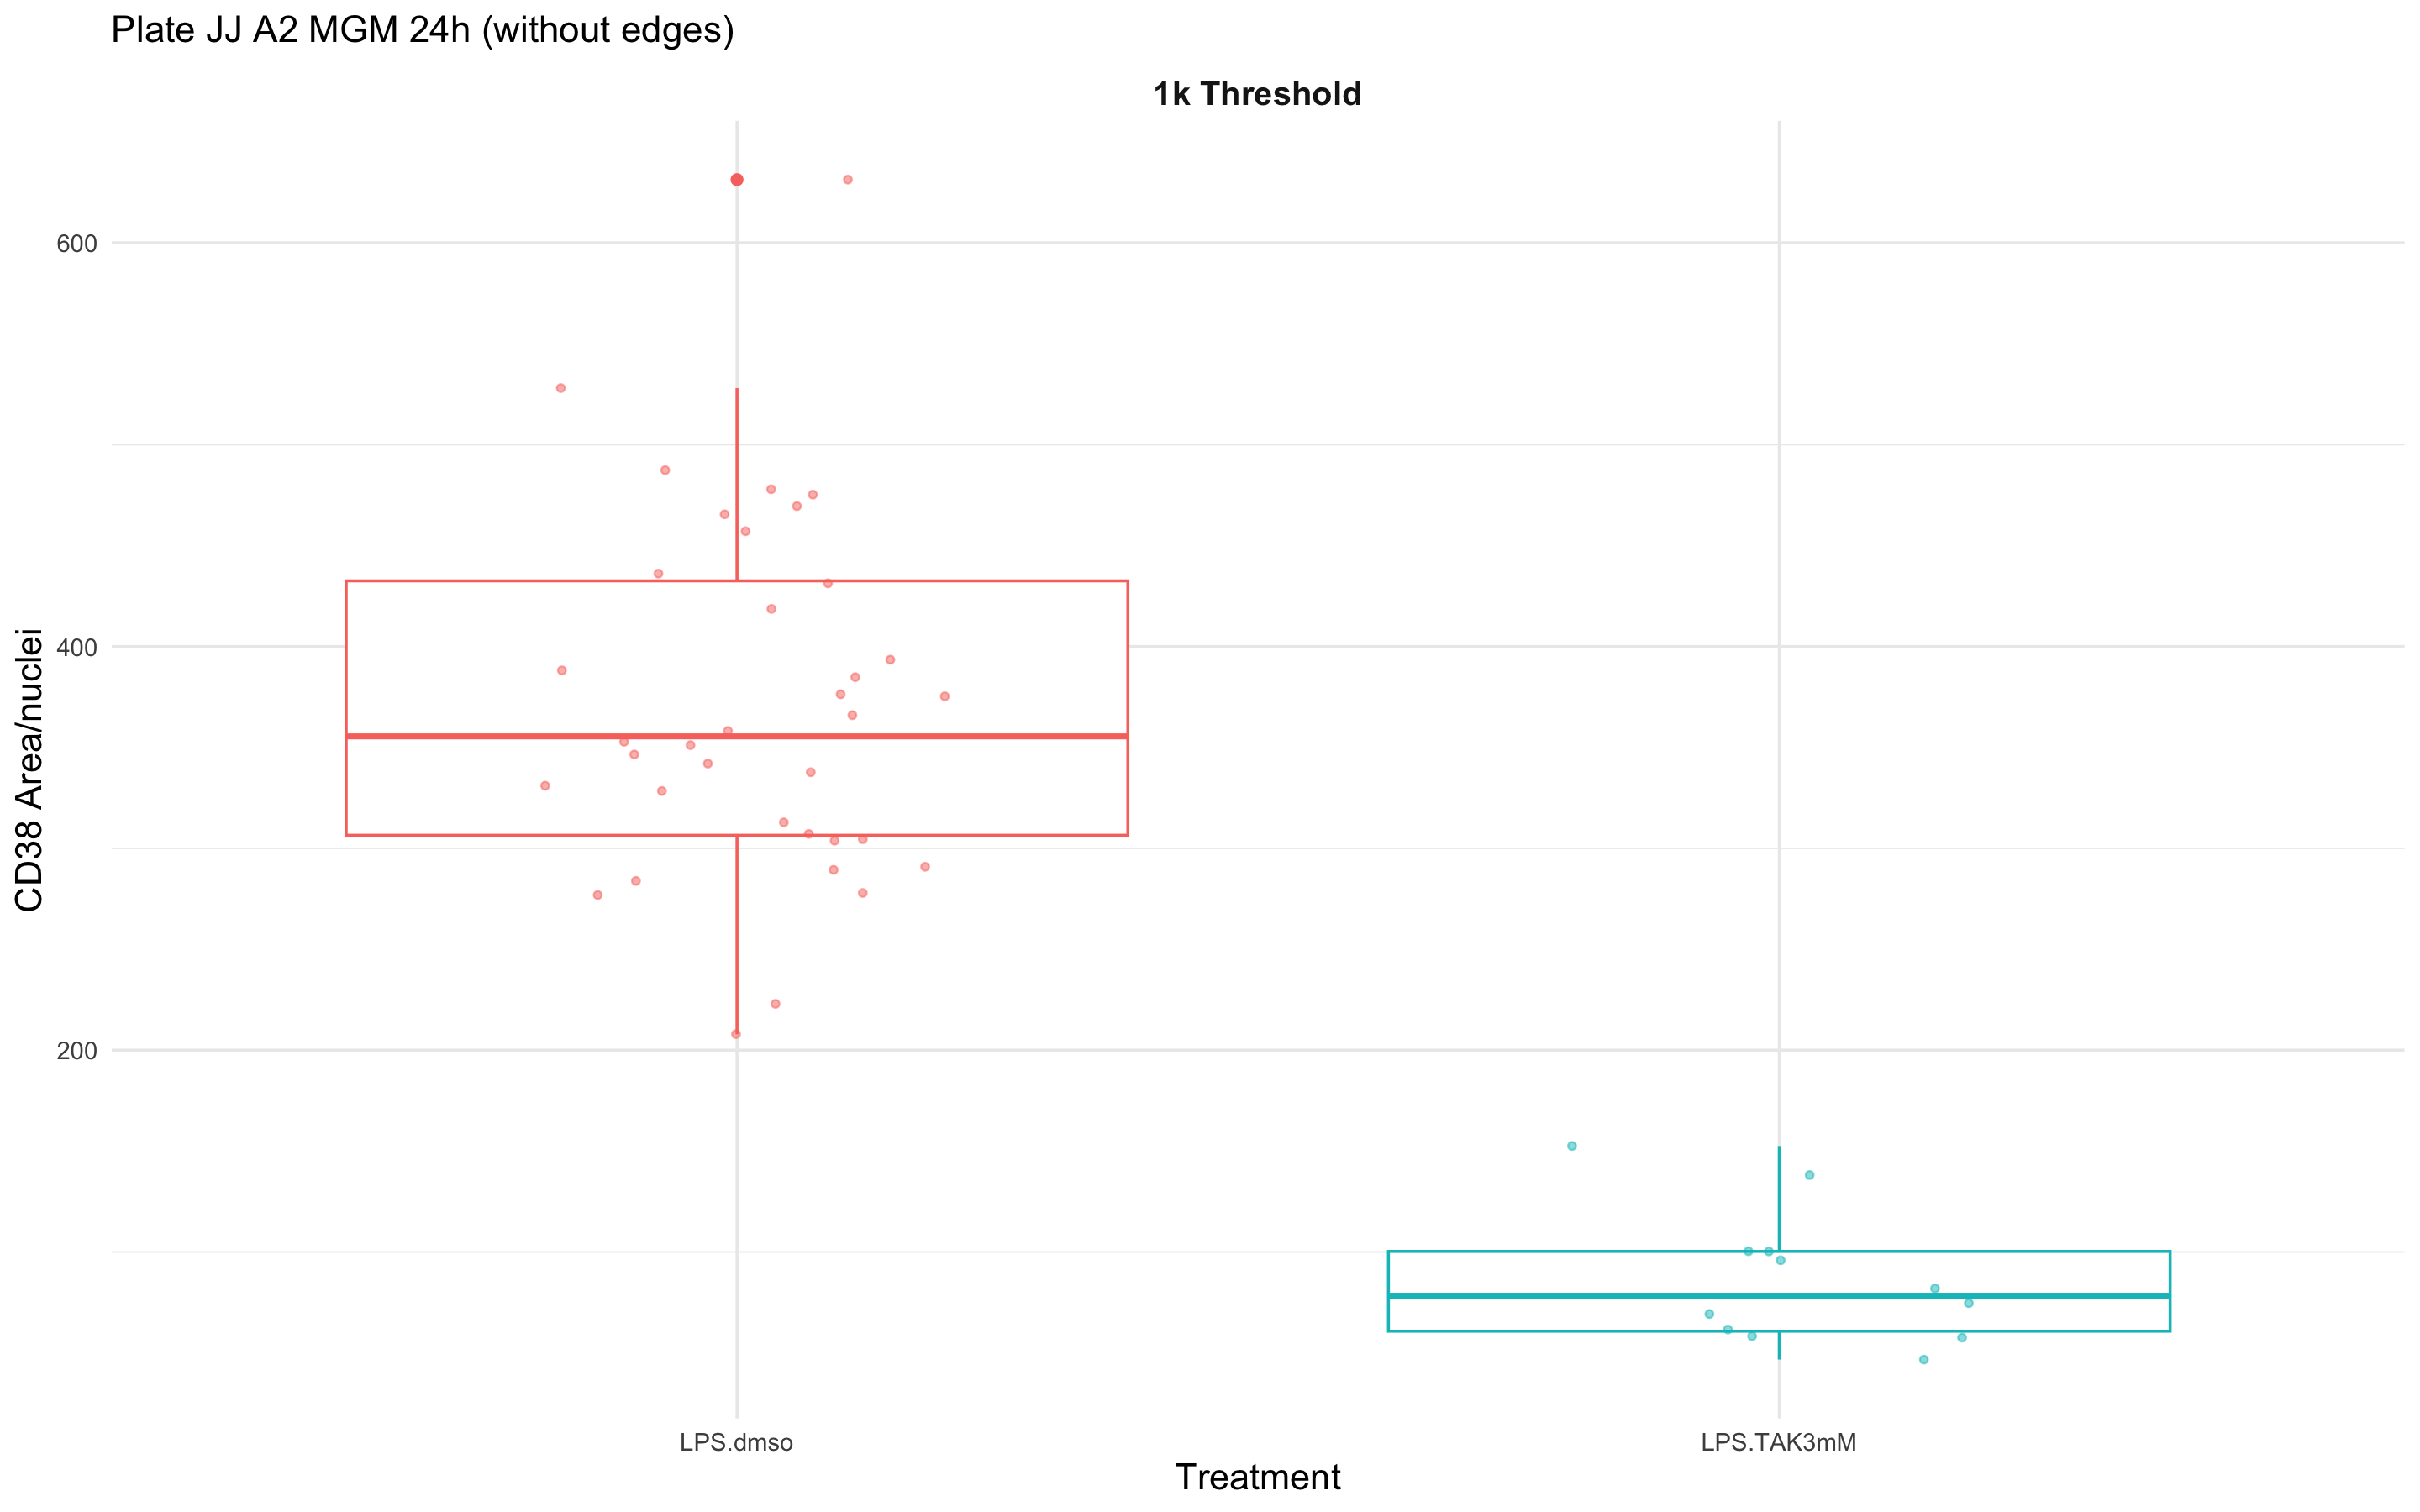 Plate JJ A2 MGM 24h (without edges)
1k Threshold
CD38 Area/nuclei
600
400
200
LPS.dmso
LPS.TAK3mM
Treatment